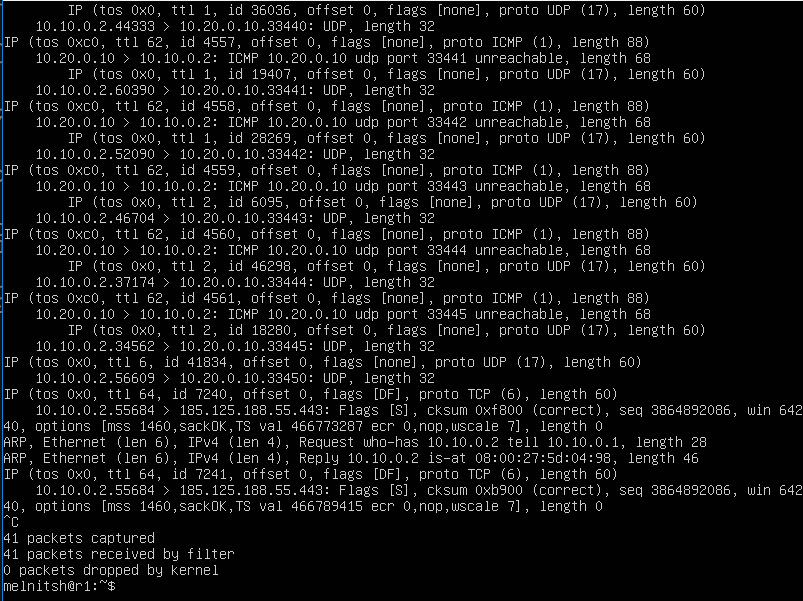 IP (tos 0x0, ttl 1, id 36036, offset 0, flags [none], proto UDP (17), length 60)
    10.10.0.2.44333 > 10.20.0.10.33440: UDP, length 32
IP (tos 0xc0, ttl 62, id 4557, offset 0, flags [none], proto ICMP (1), length 88)
    10.20.0.10 > 10.10.0.2: ICMP 10.20.0.10 udp port 33441 unreachable, length 68
        IP (tos 0x0, ttl 1, id 19407, offset 0, flags [none], proto UDP (17), length 60)
    10.10.0.2.60390 > 10.20.0.10.33441: UDP, length 32
IP (tos 0xc0, ttl 62, id 4558, offset 0, flags [none], proto ICMP (1), length 88)
    10.20.0.10 > 10.10.0.2: ICMP 10.20.0.10 udp port 33442 unreachable, length 68
        IP (tos 0x0, ttl 1, id 28269, offset 0, flags [none], proto UDP (17), length 60)
    10.10.0.2.52090 > 10.20.0.10.33442: UDP, length 32
IP (tos 0xc0, ttl 62, id 4559, offset 0, flags [none], proto ICMP (1), length 88)
    10.20.0.10 > 10.10.0.2: ICMP 10.20.0.10 udp port 33443 unreachable, length 68
        IP (tos 0x0, ttl 2, id 6095, offset 0, flags [none], proto UDP (17), length 60)
    10.10.0.2.46704 > 10.20.0.10.33443: UDP, length 32
IP (tos 0xc0, ttl 62, id 4560, offset 0, flags [none], proto ICMP (1), length 88)
    10.20.0.10 > 10.10.0.2: ICMP 10.20.0.10 udp port 33444 unreachable, length 68
        IP (tos 0x0, ttl 2, id 46298, offset 0, flags [none], proto UDP (17), length 60)
    10.10.0.2.37174 > 10.20.0.10.33444: UDP, length 32
IP (tos 0xc0, ttl 62, id 4561, offset 0, flags [none], proto ICMP (1), length 88)
    10.20.0.10 > 10.10.0.2: ICMP 10.20.0.10 udp port 33445 unreachable, length 68
        IP (tos 0x0, ttl 2, id 18280, offset 0, flags [none], proto UDP (17), length 60)
    10.10.0.2.34562 > 10.20.0.10.33445: UDP, length 32
IP (tos 0x0, ttl 6, id 41834, offset 0, flags [none], proto UDP (17), length 60)
    10.10.0.2.56609 > 10.20.0.10.33450: UDP, length 32
IP (tos 0x0, ttl 64, id 7240, offset 0, flags [DF], proto TCP (6), length 60)
    10.10.0.2.55684 > 185.125.188.55.443: Flags [S], cksum 0xf800 (correct), seq 3864892086, win 642
40, options [mss 1460,sackOK,TS val 466773287 ecr 0,nop,wscale 7], length 0
ARP, Ethernet (len 6), IPv4 (len 4), Request who-has 10.10.0.2 tell 10.10.0.1, length 28
ARP, Ethernet (len 6), IPv4 (len 4), Reply 10.10.0.2 is-at 08:00:27:5d:04:98, length 46
IP (tos 0x0, ttl 64, id 7241, offset 0, flags [DF], proto TCP (6), length 60)
    10.10.0.2.55684 > 185.125.188.55.443: Flags [S], cksum 0xb900 (correct), seq 3864892086, win 642
40, options [mss 1460,sackOK,TS val 466789415 ecr 0,nop,wscale 7], length 0
^C
41 packets captured
41 packets received by filter
0 packets dropped by kernel
melnitsh@r1:~$